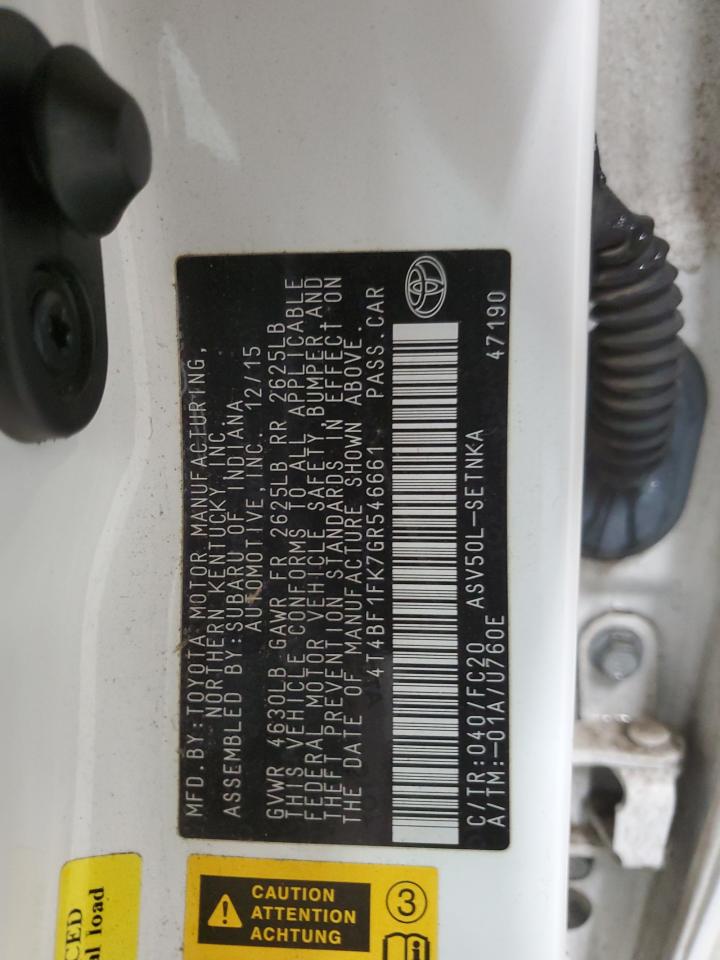 MFD.BY:TOYOTA MOTOR MANUFACTURING,
NORTHERN KENTUCKY INC.
ASSEMBLED BY:SUBARU OF INDIANA
AUTOMOTIVE,INC. 12/15
GVWR 4630LB GAWR FR 2625LB RR 2625LB
THIS VEHICLE CONFORMS TO ALL APPLICABLE
FEDERAL MOTOR VEHICLE SAFETY,BUMPER,AND
THEFT PREVENTION STANDARDS IN EFFECT ON
THE DATE OF MANUFACTURE SHOWN ABOVE.
4T4BF1FK7GR546661 PASS.CAR
C/TR:040/FC20 ASV50L-SETNKA
A/TM:-01A/U760E 47190
CAUTION
ATTENTION
ACHTUNG
3
CED
al load